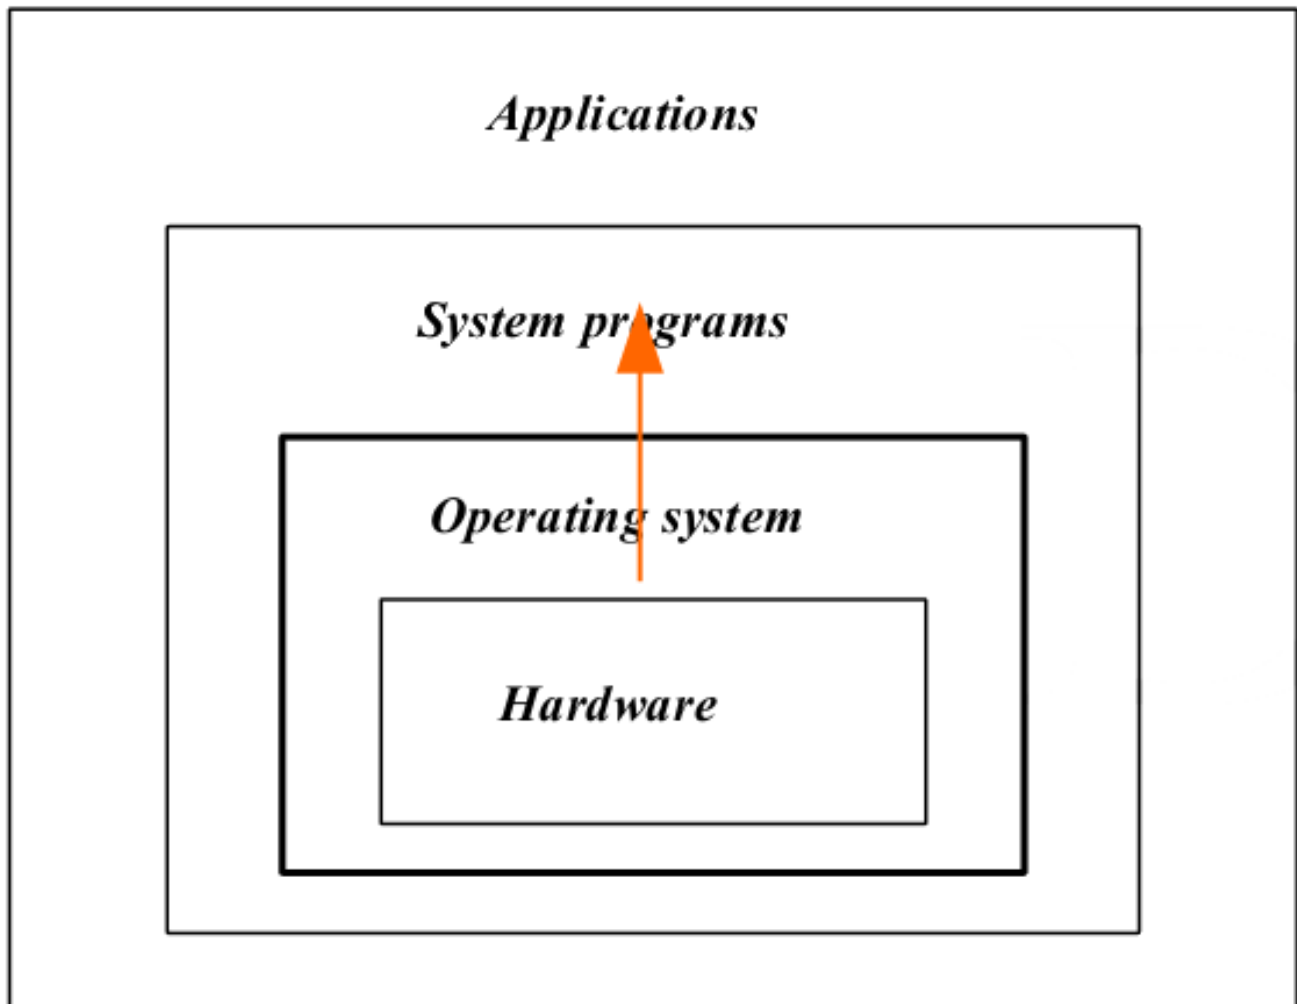 Applications
System programs
Operating system
Hardware